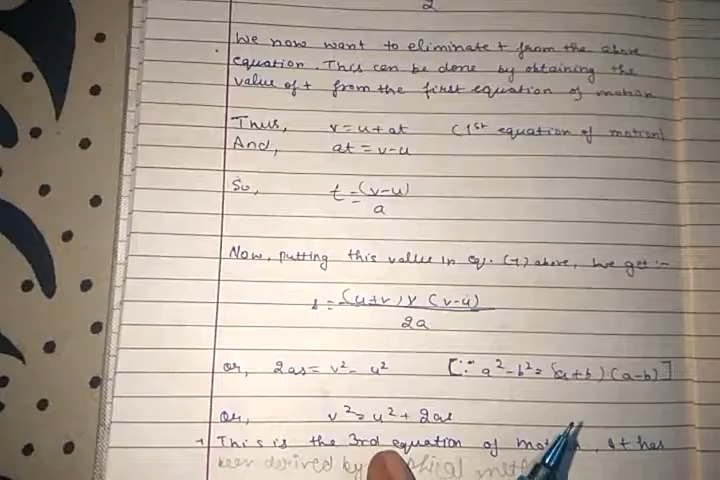 2
We now want to eliminate t from the above
equation. This can be done by obtaining the
value of t from the first equation of motion
Thus, v = u + at (1st equation of motion)
And, at = v-u
So, t = (v-u)
a
Now, putting this value in eq. (1) above, we get :-
s = (u+v) x (v-u)
2a
or, 2as = v² - u² [∵ a² - b² = (a+b) (a-b)]
or, v² = u² + 2as
→ This is the 3rd equation of , It has
been derived by